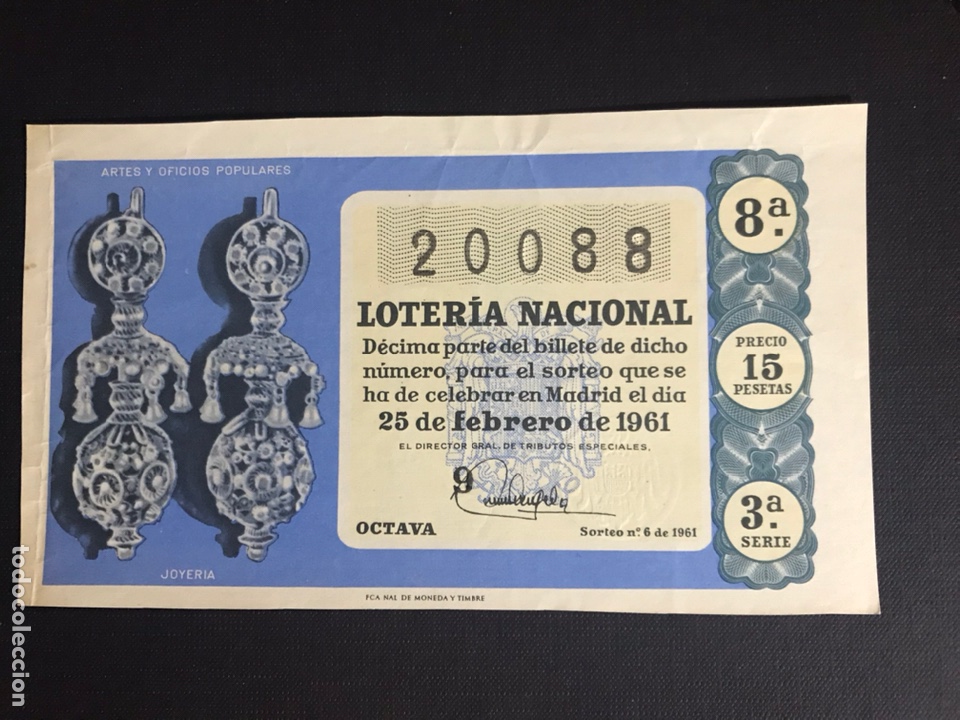 ARTES Y OFICIOS POPULARES
JOYERIA
20088
LOTERÍA NACIONAL
Décima parte del billete de dicho
número, para el sorteo que se
ha de celebrar en Madrid el día
25 de febrero de 1961
EL DIRECTOR GRAL. DE TRIBUTOS ESPECIALES,
9
OCTAVA
Sorteo nº 6 de 1961
8ª.
PRECIO
15
PESETAS
3ª.
SERIE
FCA NAL DE MONEDA Y TIMBRE
todocoleccion